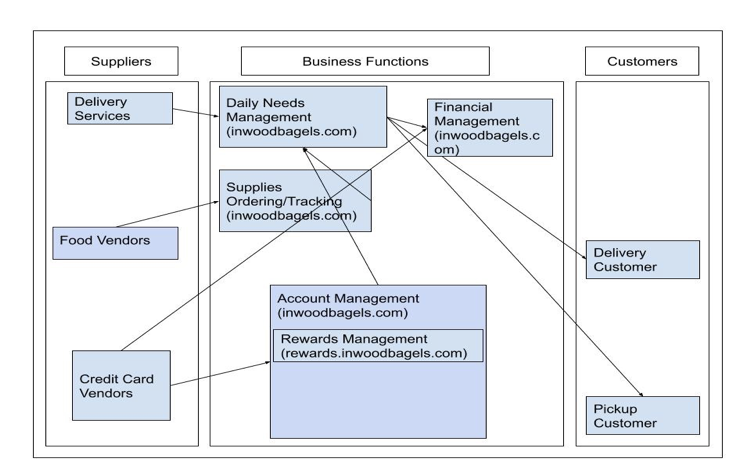 Suppliers
Business Functions
Customers
Delivery
Services
Daily Needs
Management
(inwoodbagels.com)
Financial
Management
(inwoodbagels.c
om)
Supplies
Ordering/Tracking
(inwoodbagels.com)
Food Vendors
Delivery
Customer
Account Management
(inwoodbagels.com)
Rewards Management
(rewards.inwoodbagels.com)
Credit Card
Vendors
Pickup
Customer